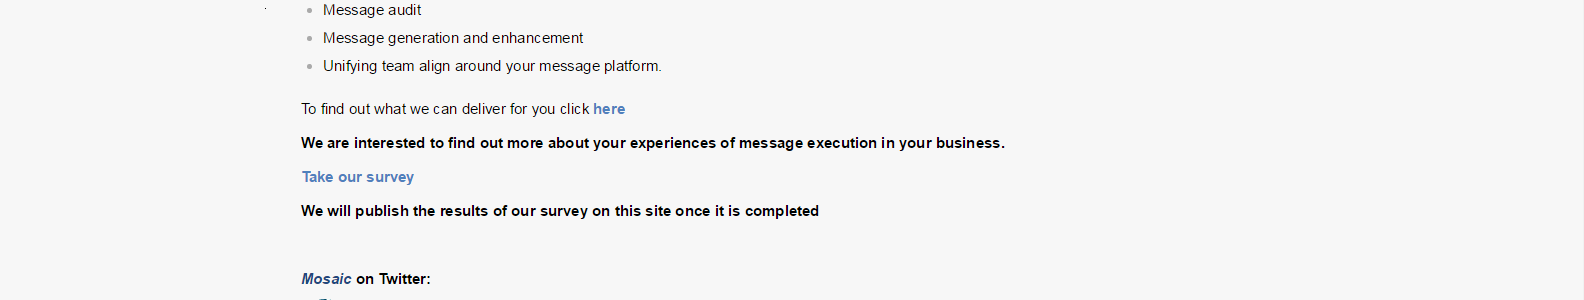 Message audit
Message generation and enhancement
Unifying team align around your message platform.
To find out what we can deliver for you click here
We are interested to find out more about your experiences of message execution in your business.
Take our survey
We will publish the results of our survey on this site once it is completed
Mosaic on Twitter: